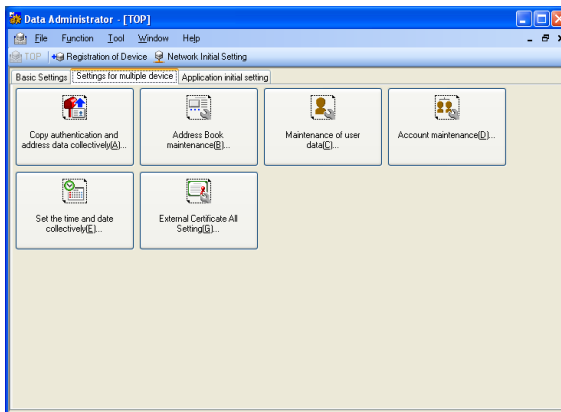 Data Administrator - [TOP]
File Function Tool Window Help
TOP Registration of Device Network Initial Setting
Basic Settings Settings for multiple device Application initial setting
Copy authentication and
address data collectively(A)...
Address Book
maintenance(B)...
Maintenance of user
data(C)...
Account maintenance(D)...
Set the time and date
collectively(E)...
External Certificate All
Setting(G)...